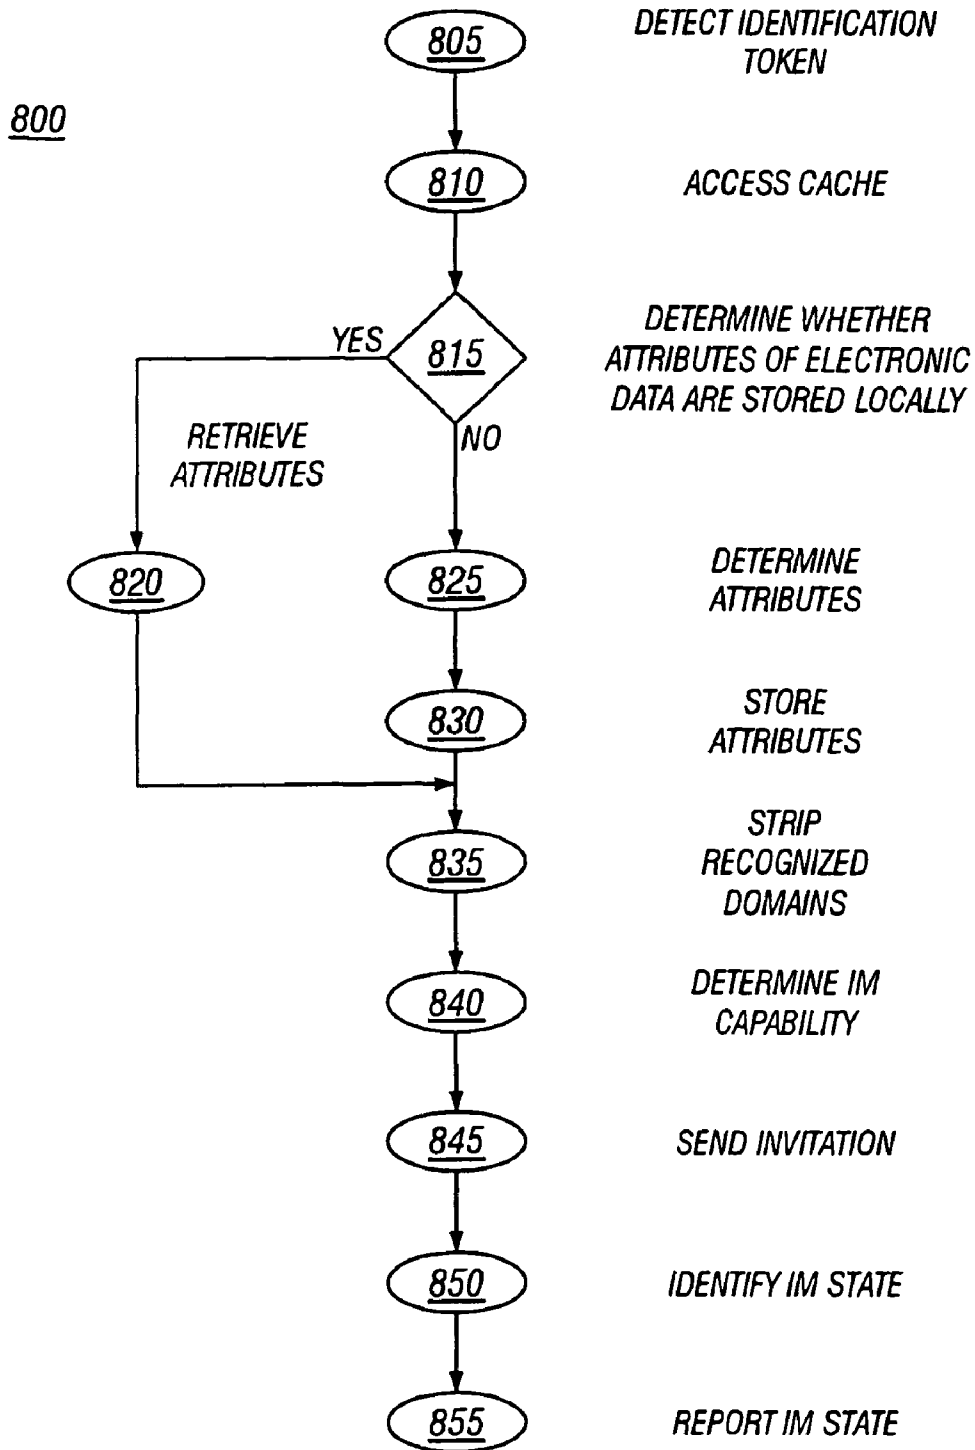 805
DETECT IDENTIFICATION
TOKEN
800
810
ACCESS CACHE
YES
815
DETERMINE WHETHER
ATTRIBUTES OF ELECTRONIC
DATA ARE STORED LOCALLY
NO
RETRIEVE
ATTRIBUTES
820
825
DETERMINE
ATTRIBUTES
830
STORE
ATTRIBUTES
835
STRIP
RECOGNIZED
DOMAINS
840
DETERMINE IM
CAPABILITY
845
SEND INVITATION
850
IDENTIFY IM STATE
855
REPORT IM STATE